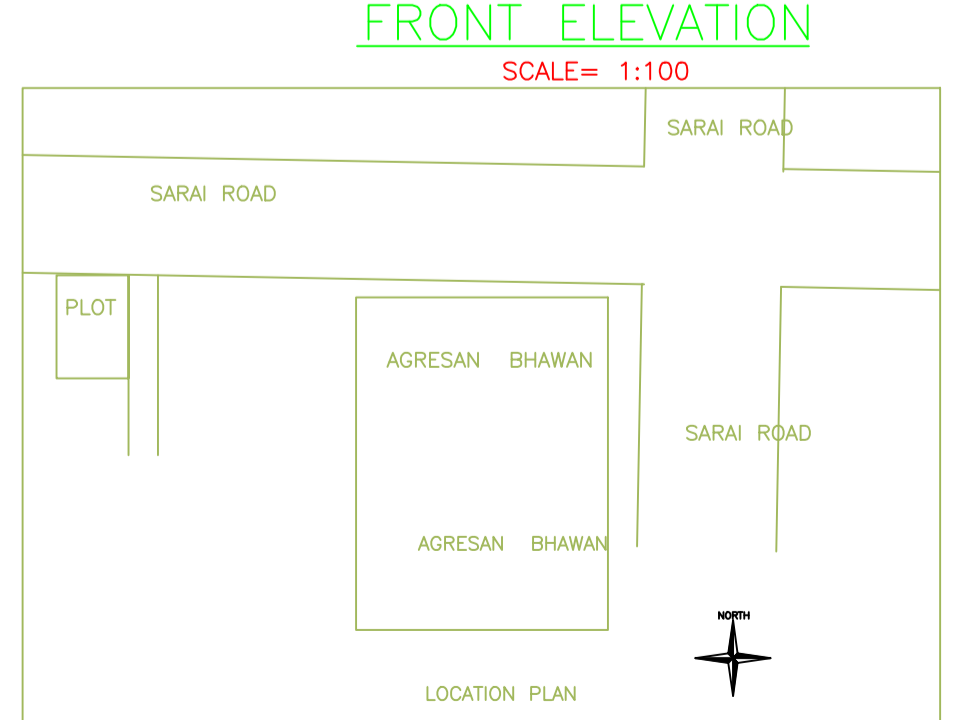 FRONT ELEVATION
SCALE= 1:100
SARAI ROAD
SARAI ROAD
PLOT
AGRESAN BHAWAN
SARAI ROAD
AGRESAN BHAWAN
NORTH
LOCATION PLAN